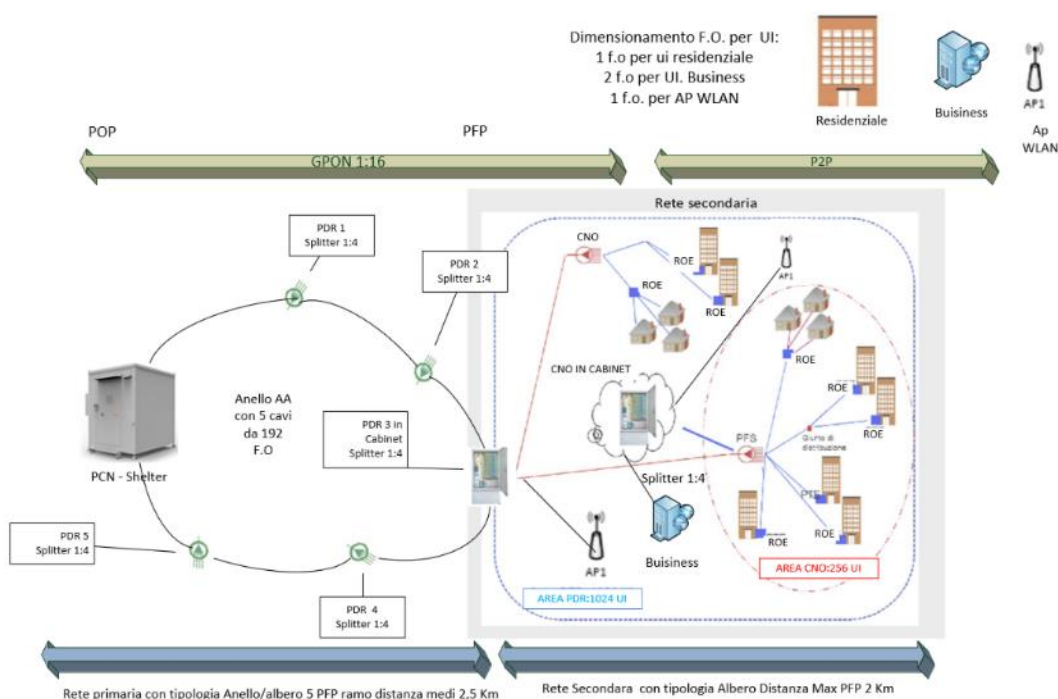 Dimensionamento F.O. per UI:
1 f.o per ui residenziale
2 f.o per UI. Business
1 f.o. per AP WLAN
Residenziale
Buisiness
AP1
Ap
WLAN
POP
PFP
GPON 1:16
P2P
Rete secondaria
PDR 1
Splitter 1:4
PDR 2
Splitter 1:4
CNO
ROE
ROE
ROE
AP1
Anello AA
con 5 cavi
da 192
F.O
PDR 3 in
Cabinet
Splitter 1:4
PCN - Shelter
CNO IN CABINET
ROE
ROE
ROE
PFS
Giunto di
distribuzione
Splitter 1:4
ROE
ROE
AP1
Buisiness
AREA CNO:256 UI
AREA PDR:1024 UI
PDR 5
Splitter 1:4
PDR 4
Splitter 1:4
Rete primaria con tipologia Anello/albero 5 PFP ramo distanza medi 2,5 Km
Rete Secondara con tipologia Albero Distanza Max PFP 2 Km